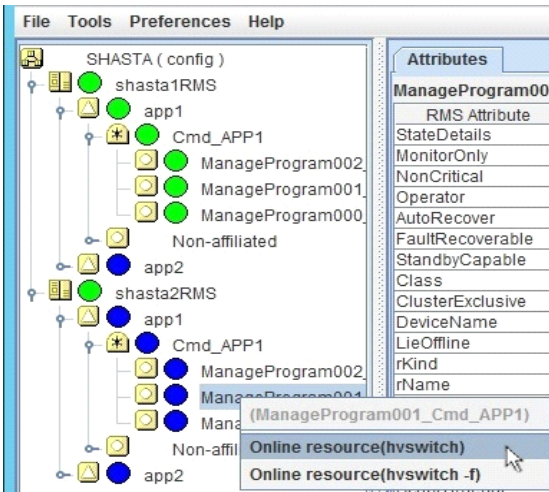 File Tools Preferences Help
SHASTA ( config )
shasta1RMS
app1
Cmd_APP1
ManageProgram002_
ManageProgram001_
ManageProgram000_
Non-affiliated
app2
shasta2RMS
app1
Cmd_APP1
ManageProgram002_
ManageProgram001
Mana
Non-affil
app2
Attributes
ManageProgram00
RMS Attribute
StateDetails
MonitorOnly
NonCritical
Operator
AutoRecover
FaultRecoverable
StandbyCapable
Class
ClusterExclusive
DeviceName
LieOffline
rKind
rName
(ManageProgram001_Cmd_APP1)
Online resource(hvswitch)
Online resource(hvswitch -f)